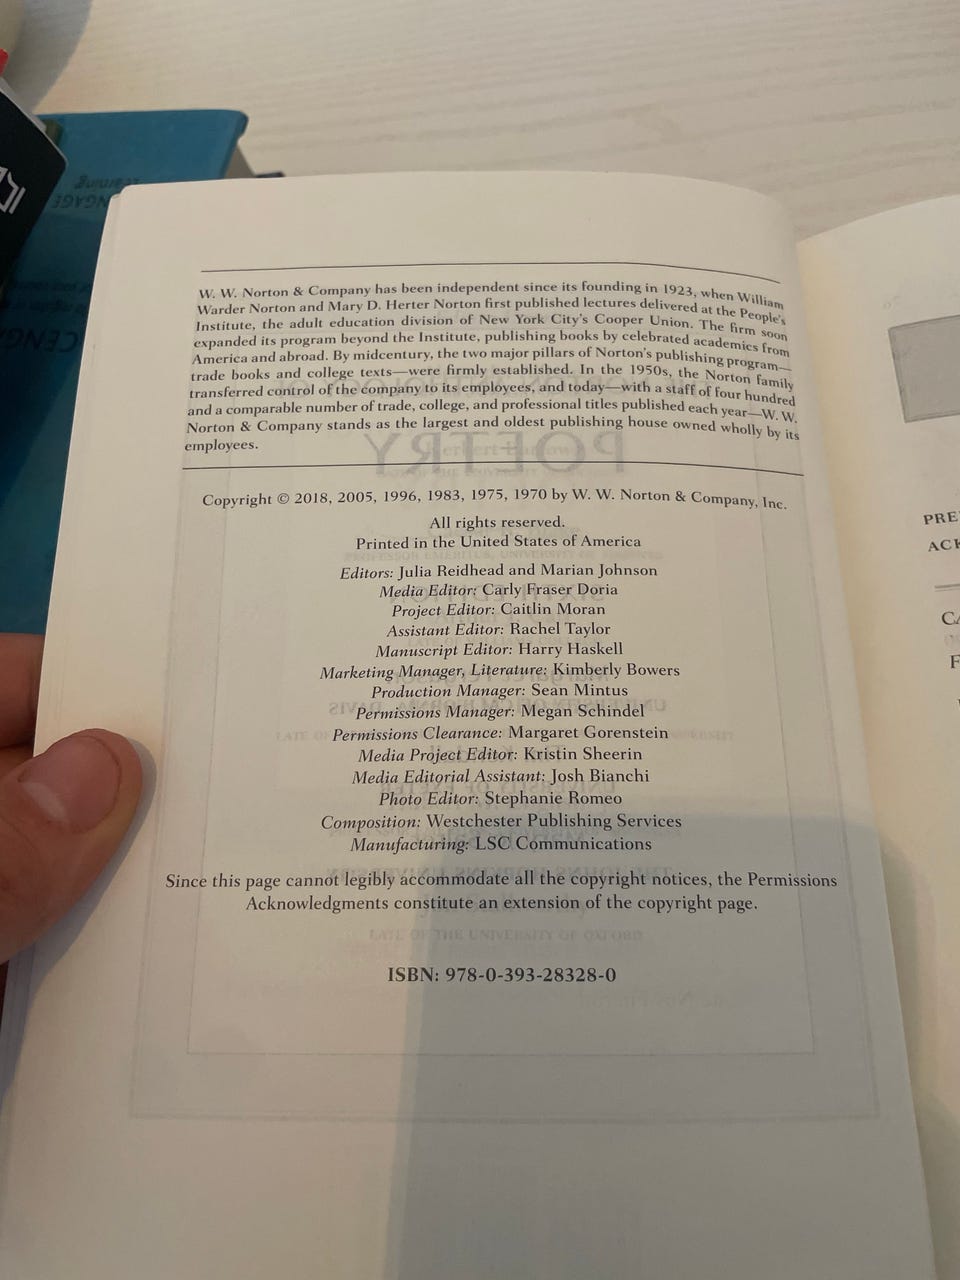 W. W. Norton & Company has been independent since its founding in 1923, when William
Warder Norton and Mary D. Herter Norton first published lectures delivered at the People's
Institute, the adult education division of New York City's Cooper Union. The firm soon
expanded its program beyond the Institute, publishing books by celebrated academics from
America and abroad. By midcentury, the two major pillars of Norton's publishing program—
trade books and college texts—were firmly established. In the 1950s, the Norton family
transferred control of the company to its employees, and today—with a staff of four hundred
and a comparable number of trade, college, and professional titles published each year—W. W.
Norton & Company stands as the largest and oldest publishing house owned wholly by its
employees.
Copyright © 2018, 2005, 1996, 1983, 1975, 1970 by W. W. Norton & Company, Inc.
All rights reserved.
Printed in the United States of America
Editors: Julia Reidhead and Marian Johnson
Media Editor: Carly Fraser Doria
Project Editor: Caitlin Moran
Assistant Editor: Rachel Taylor
Manuscript Editor: Harry Haskell
Marketing Manager, Literature: Kimberly Bowers
Production Manager: Sean Mintus
Permissions Manager: Megan Schindel
Permissions Clearance: Margaret Gorenstein
Media Project Editor: Kristin Sheerin
Media Editorial Assistant: Josh Bianchi
Photo Editor: Stephanie Romeo
Composition: Westchester Publishing Services
Manufacturing: LSC Communications
Since this page cannot legibly accommodate all the copyright notices, the Permissions
Acknowledgments constitute an extension of the copyright page.
ISBN: 978-0-393-28328-0
PRE
ACK